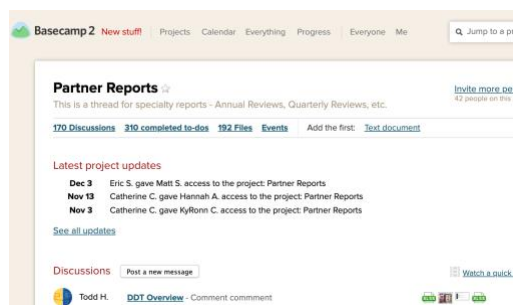 Basecamp 2 New stuff! Projects Calendar Everything Progress Everyone Me Jump to a pr
Partner Reports
Invite more pe
This is a thread for specialty reports - Annual Reviews, Quarterly Reviews, etc.
42 people on this
170 Discussions 310 completed to-dos 192 Files Events Add the first: Text document
Latest project updates
Dec 3 Eric S. gave Matt S. access to the project: Partner Reports
Nov 13 Catherine C. gave Hannah A. access to the project: Partner Reports
Nov 3 Catherine C. gave KyRonn C. access to the project: Partner Reports
See all updates
Discussions Post a new message Watch a quick
Todd H. DDT Overview - Comment commment